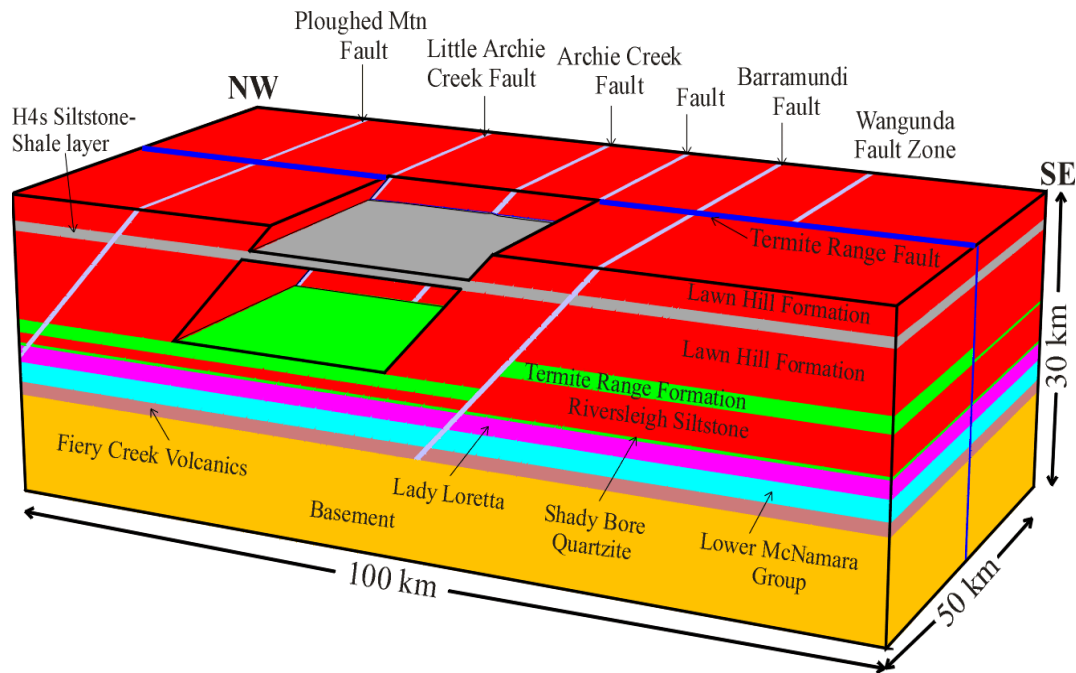 Ploughed Mtn
Fault
Little Archie
Creek Fault
Archie Creek
Fault
Fault
Barramundi
Fault
Wangunda
Fault Zone
NW
SE
H4s Siltstone-
Shale layer
Termite Range Fault
Lawn Hill Formation
Lawn Hill Formation
30 km
Termite Range Formation
Riversleigh Siltstone
Fiery Creek Volcanics
Lady Loretta
Shady Bore
Quartzite
Lower McNamara
Group
Basement
100 km
50 km